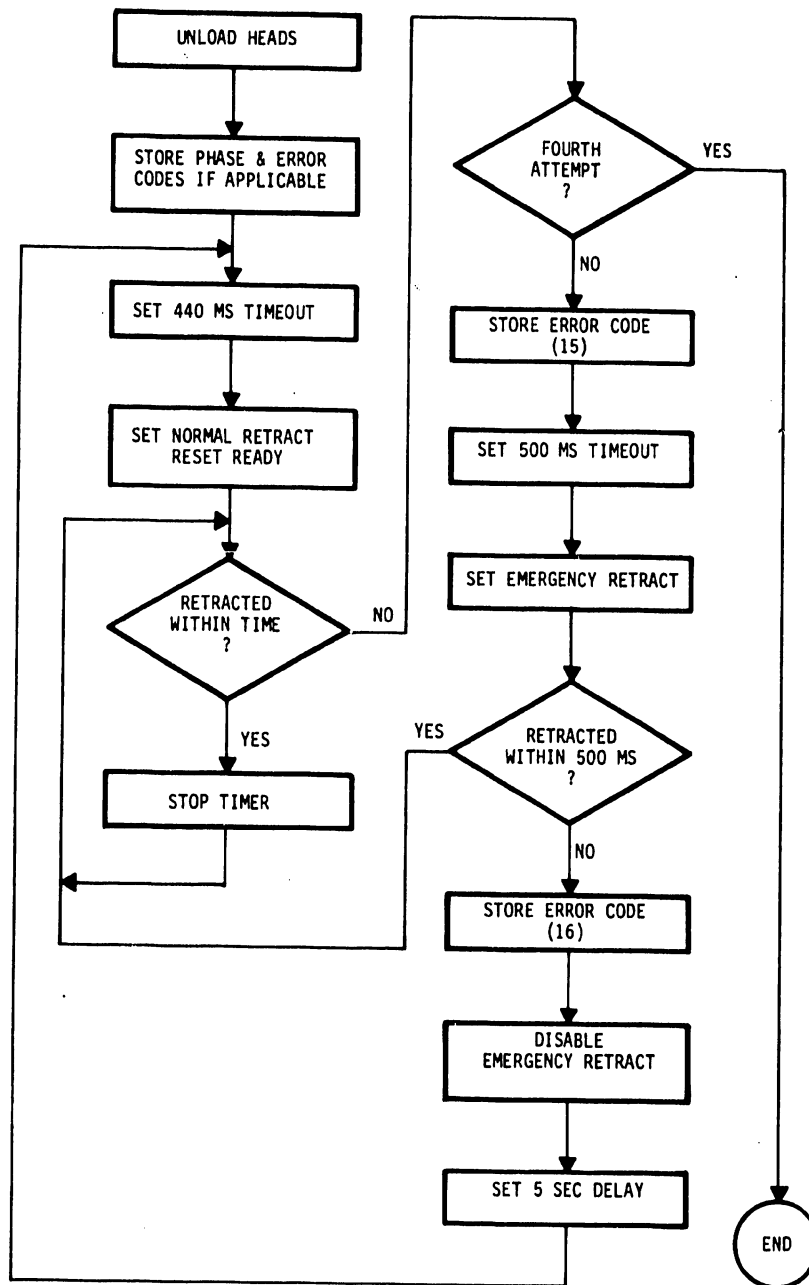 UNLOAD HEADS
STORE PHASE & ERROR
CODES IF APPLICABLE
SET 440 MS TIMEOUT
SET NORMAL RETRACT
RESET READY
RETRACTED
WITHIN TIME
?
NO
YES
STOP TIMER
FOURTH
ATTEMPT
?
YES
NO
STORE ERROR CODE
(15)
SET 500 MS TIMEOUT
SET EMERGENCY RETRACT
RETRACTED
WITHIN 500 MS
?
YES
NO
STORE ERROR CODE
(16)
DISABLE
EMERGENCY RETRACT
SET 5 SEC DELAY
END